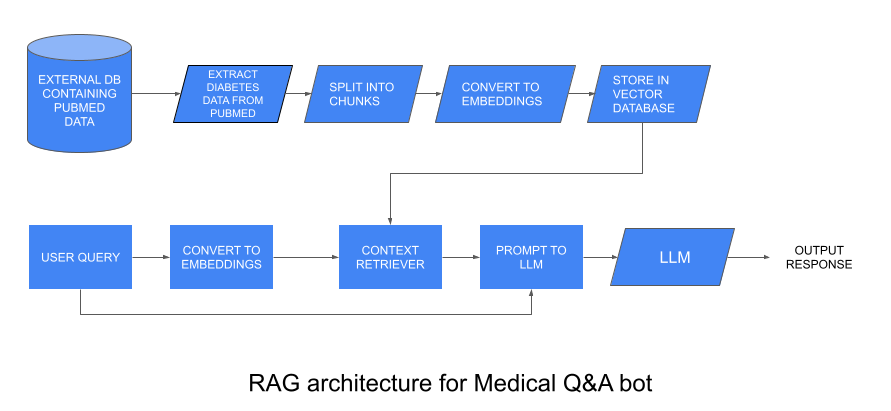 EXTERNAL DB
CONTAINING
PUBMED
DATA
EXTRACT
DIABETES
DATA FROM
PUBMED
SPLIT INTO
CHUNKS
CONVERT TO
EMBEDDINGS
STORE IN
VECTOR
DATABASE
USER QUERY
CONVERT TO
EMBEDDINGS
CONTEXT
RETRIEVER
PROMPT TO
LLM
LLM
OUTPUT
RESPONSE
RAG architecture for Medical Q&A bot